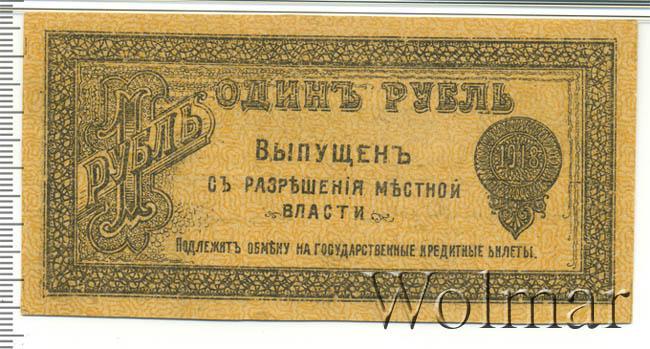 1 РУБЛЬ
ОДИНЪ РУБЛЬ
ВЫПУЩЕНЪ
СЪ РАЗРѢШЕНІЯ МѢСТНОЙ
ВЛАСТИ
1918
ПОДЛЕЖИТЪ ОБМѢНУ НА ГОСУДАРСТВЕННЫЕ КРЕДИТНЫЕ БИЛЕТЫ.
Wolmar